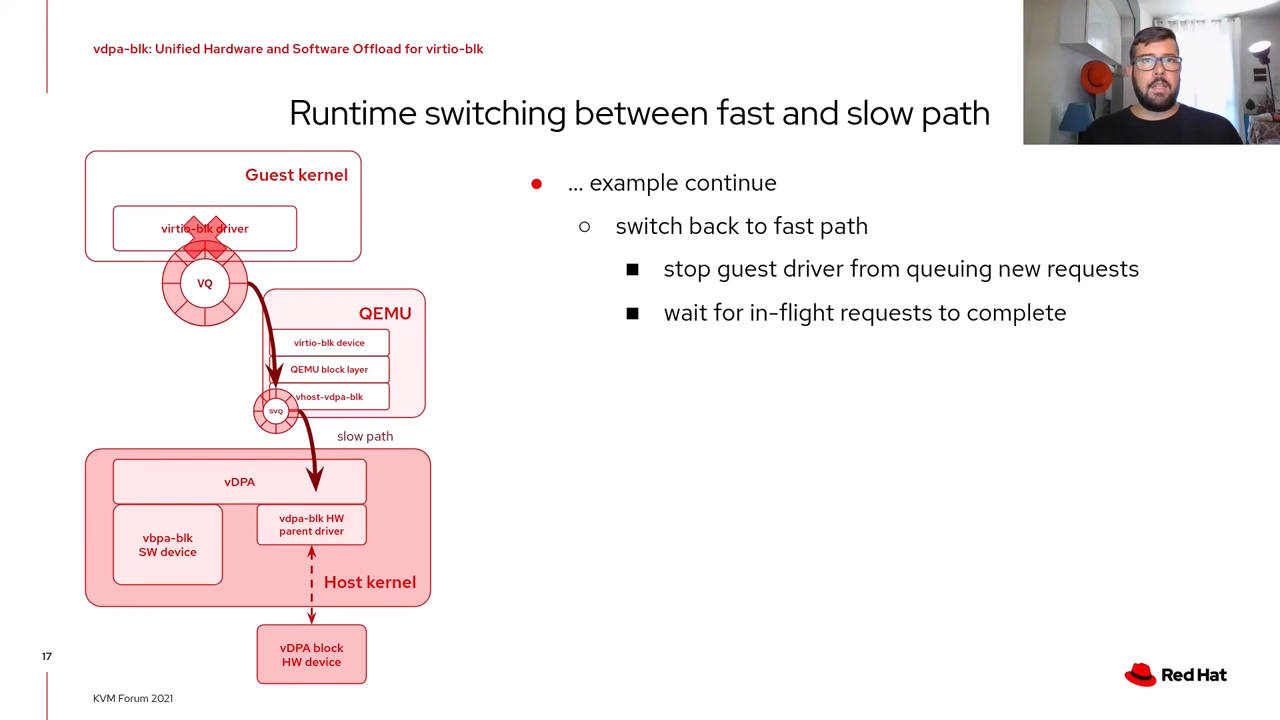 vdpa-blk: Unified Hardware and Software Offload for virtio-blk
Runtime switching between fast and slow path
Guest kernel
virtio-blk driver
VQ
QEMU
virtio-blk device
QEMU block layer
vhost-vdpa-blk
SVQ
slow path
vDPA
vbpa-blk
SW device
vdpa-blk HW
parent driver
Host kernel
vDPA block
HW device
● ... example continue
○ switch back to fast path
■ stop guest driver from queuing new requests
■ wait for in-flight requests to complete
17
KVM Forum 2021
Red Hat